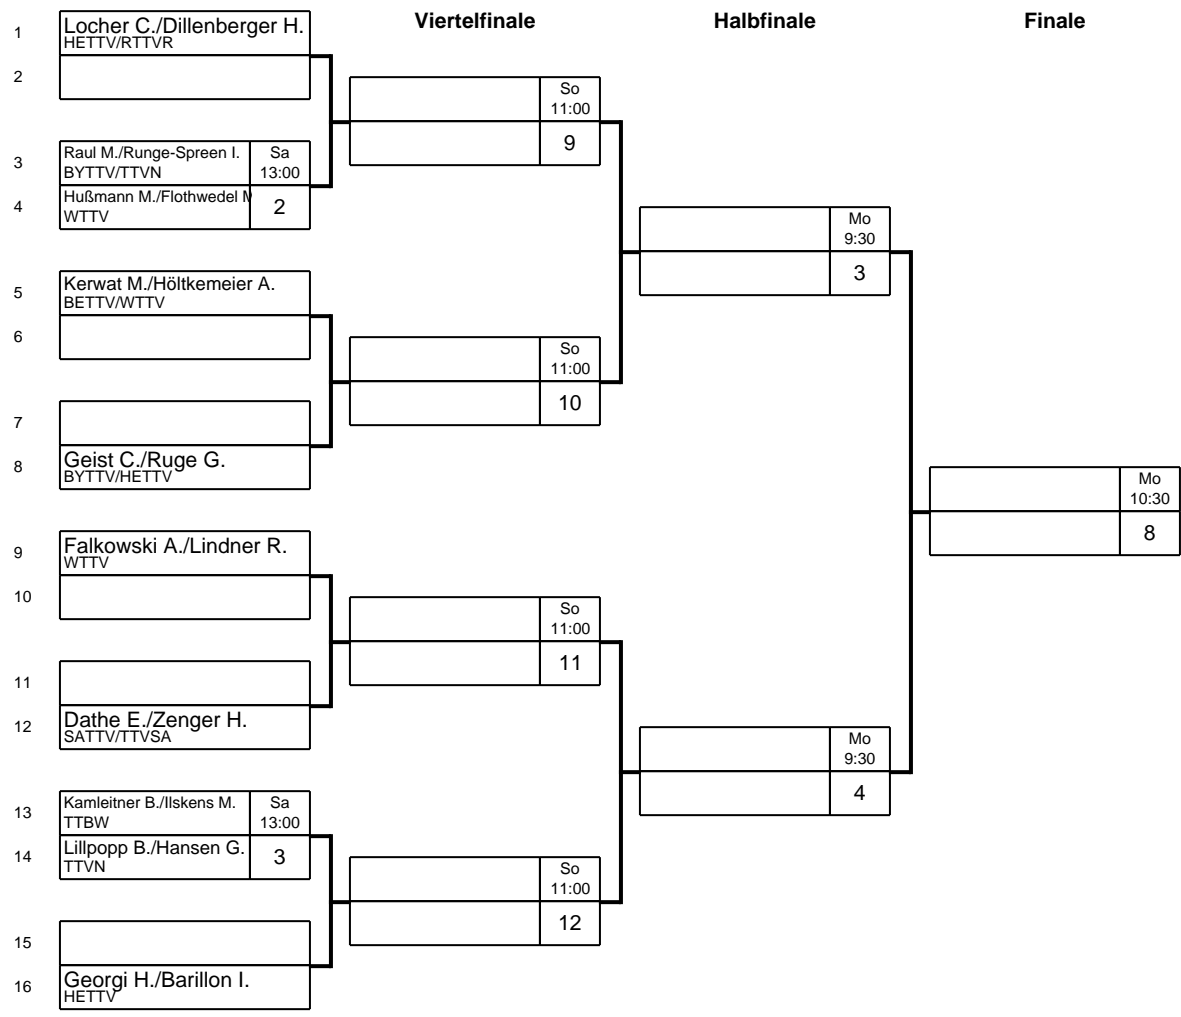 Viertelfinale
Halbfinale
Finale
1
Locher C./Dillenberger H.
HETTV/RTTVR
2
So
11:00
9
3
Raul M./Runge-Spreen I.
BYTTV/TTVN
Sa
13:00
4
Hußmann M./Flothwedel M
WTTV
2
Mo
9:30
3
5
Kerwat M./Höltkemeier A.
BETTV/WTTV
6
So
11:00
10
7
8
Geist C./Ruge G.
BYTTV/HETTV
Mo
10:30
8
9
Falkowski A./Lindner R.
WTTV
10
So
11:00
11
11
12
Dathe E./Zenger H.
SATTV/TTVSA
Mo
9:30
4
13
Kamleitner B./Ilskens M.
TTBW
Sa
13:00
14
Lillpopp B./Hansen G.
TTVN
3
So
11:00
12
15
16
Georgi H./Barillon I.
HETTV